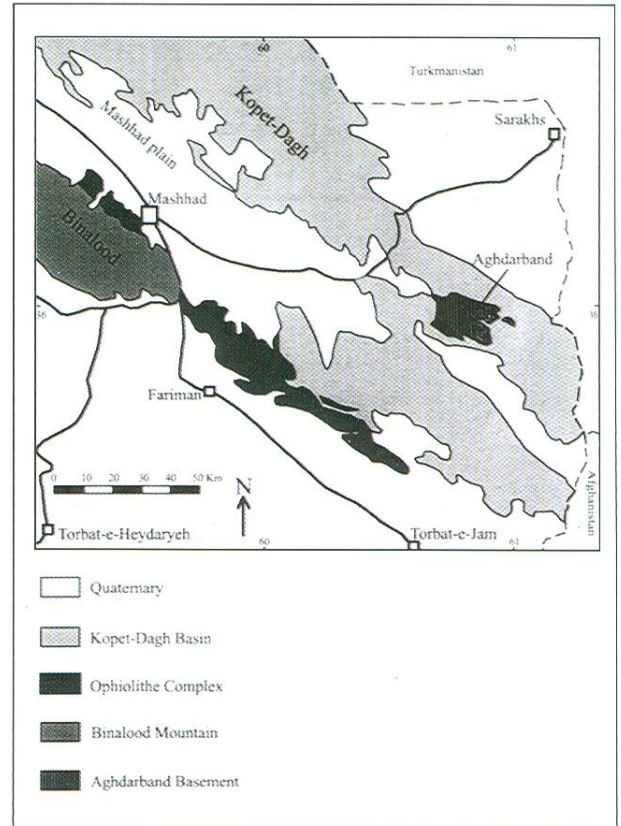 60
61
Turkmanistan
Kopet-Dagh
Sarakhs
Mashhad plain
Mashhad
Binalood
Aghdarband
36
36
Fariman
0 10 20 30 40 50 Km
N
Afghanistan
Torbat-e-Heydaryeh
Torbat-e-Jam
60
61
Quaternary
Kopet-Dagh Basin
Ophiolithe Complex
Binalood Mountain
Aghdarband Basement